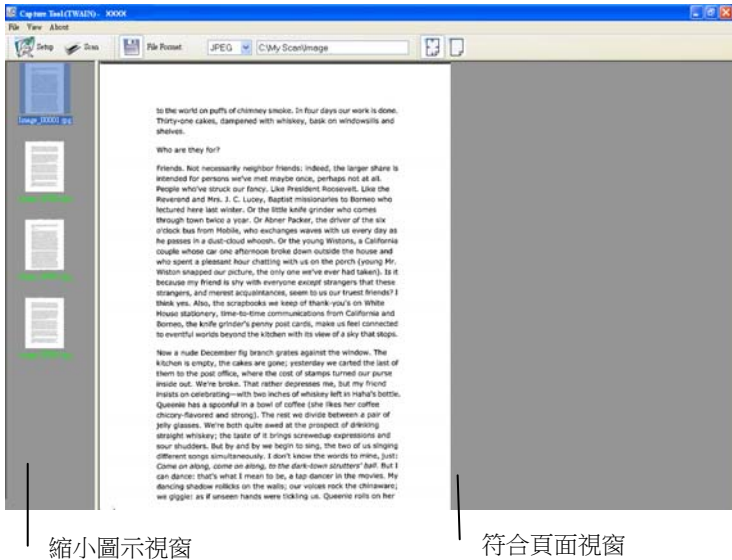 Capture Tool(TWAIN)- XXXX
File View About
Setup Scan File Format JPEG C:\My Scan\Image
Image_00001.jpg
to the world on puffs of chimney smoke. In four days our work is done.
Thirty-one cakes, dampened with whiskey, bask on windowsills and
shelves.
Who are they for?
Friends. Not necessarily neighbor friends: indeed, the larger share is
intended for persons we've met maybe once, perhaps not at all.
People who've struck our fancy. Like President Roosevelt. Like the
Reverend and Mrs. J. C. Lucey, Baptist missionaries to Borneo who
lectured here last winter. Or the little knife grinder who comes
through town twice a year. Or Abner Packer, the driver of the six
o'clock bus from Mobile, who exchanges waves with us every day as
he passes in a dust-cloud whoosh. Or the young Wistons, a California
couple whose car one afternoon broke down outside the house and
who spent a pleasant hour chatting with us on the porch (young Mr.
Wiston snapped our picture, the only one we've ever had taken). Is it
because my friend is shy with everyone except strangers that these
strangers, and merest acquaintances, seem to us our truest friends? I
think yes. Also, the scrapbooks we keep of thank-you's on White
House stationery, time-to-time communications from California and
Borneo, the knife grinder's penny post cards, make us feel connected
to eventful worlds beyond the kitchen with its view of a sky that stops.
Now a nude December fig branch grates against the window. The
kitchen is empty, the cakes are gone; yesterday we carted the last of
them to the post office, where the cost of stamps turned our purse
inside out. We're broke. That rather depresses me, but my friend
insists on celebrating—with two inches of whiskey left in Haha's bottle.
Queenie has a spoonful in a bowl of coffee (she likes her coffee
chicory-flavored and strong). The rest we divide between a pair of
jelly glasses. We're both quite awed at the prospect of drinking
straight whiskey; the taste of it brings screwedup expressions and
sour shudders. But by and by we begin to sing, the two of us singing
different songs simultaneously. I don't know the words to mine, just:
Come on along, come on along, to the dark-town strutters' ball. But I
can dance: that's what I mean to be, a tap dancer in the movies. My
dancing shadow rollicks on the walls; our voices rock the chinaware;
we giggle: as if unseen hands were tickling us. Queenie rolls on her
縮小圖示視窗
符合頁面視窗